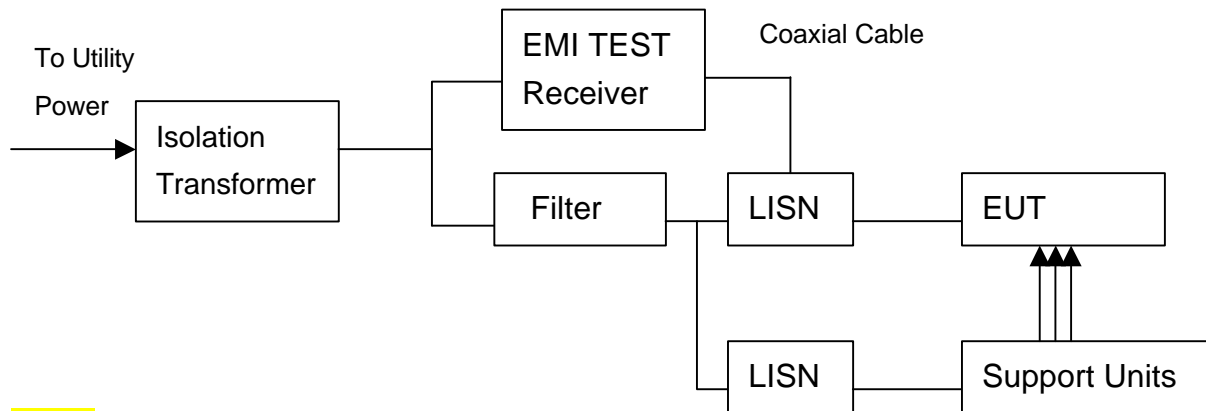 To Utility
Power
Isolation
Transformer
EMI TEST
Receiver
Coaxial Cable
Filter
LISN
EUT
LISN
Support Units